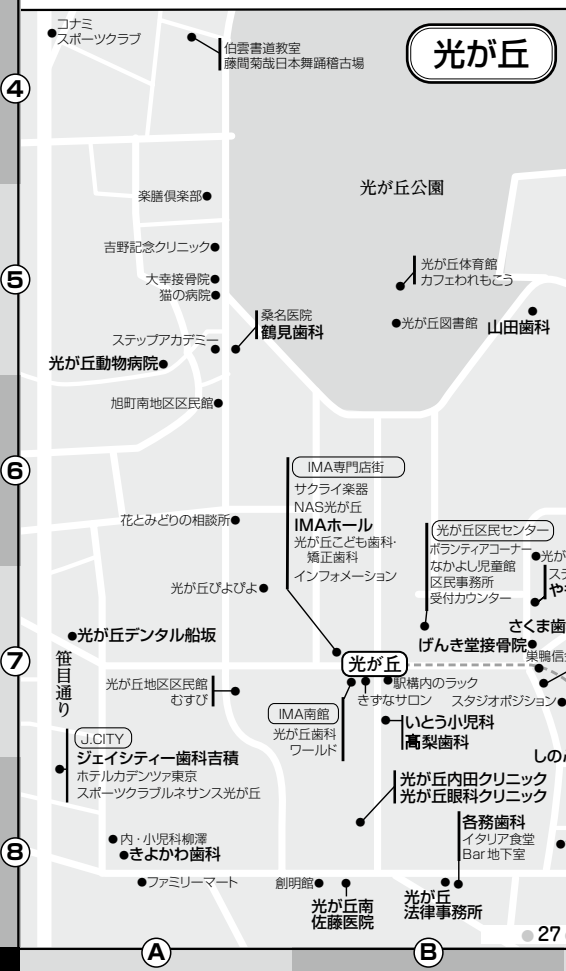 コナミ
スポーツクラブ
伯雲書道教室
藤間菊哉日本舞踊稽古場
光が丘
④
光が丘公園
楽膳倶楽部
吉野記念クリニック
⑤
大幸接骨院
猫の病院
光が丘体育館
カフェわれもこう
桑名医院
鶴見歯科
光が丘図書館
山田歯科
ステップアカデミー
光が丘動物病院
旭町南地区区民館
⑥
IMA専門店街
サクライ楽器
NAS光が丘
IMAホール
光が丘こども歯科・
矯正歯科
インフォメーション
花とみどりの相談所
光が丘区民センター
ボランティアコーナー
なかよし児童館
区民事務所
受付カウンター
光が
ステ
や
光が丘ぴよぴよ
さくま歯
光が丘デンタル船坂
げんき堂接骨院
巣鴨信
⑦
笹目通り
光が丘
光が丘地区区民館
むすび
駅構内のラック
きずなサロン
スタジオポジション
IMA南館
光が丘歯科
ワールド
いとう小児科
髙梨歯科
J.CITY
ジェイシティー歯科吉積
ホテルカデンツァ東京
スポーツクラブルネサンス光が丘
しの
光が丘内田クリニック
光が丘眼科クリニック
⑧
内・小児科柳澤
きよかわ歯科
各務歯科
イタリア食堂
Bar地下室
ファミリーマート
創明館
光が丘南
佐藤医院
光が丘
法律事務所
27
Ⓐ
Ⓑ